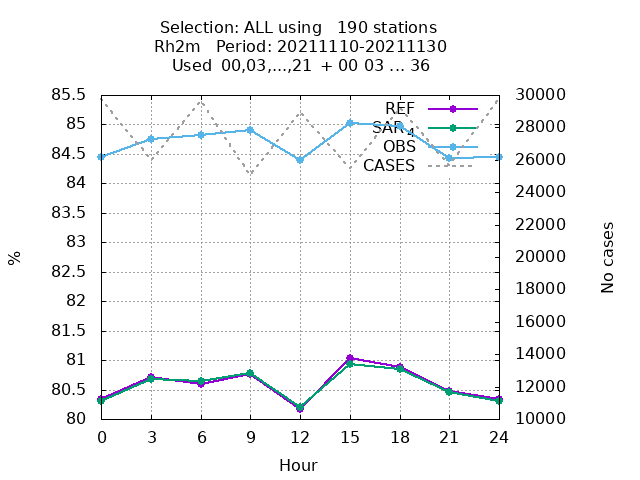 Selection: ALL using   190 stations
Rh2m   Period: 20211110-20211130
Used  00,03,...,21  + 00 03 ... 36
85.5
85
84.5
84
83.5
83
82.5
82
81.5
81
80.5
80
%
30000
28000
26000
24000
22000
20000
18000
16000
14000
12000
10000
No cases
REF
SAR_4
OBS
CASES
0 3 6 9 12 15 18 21 24
Hour